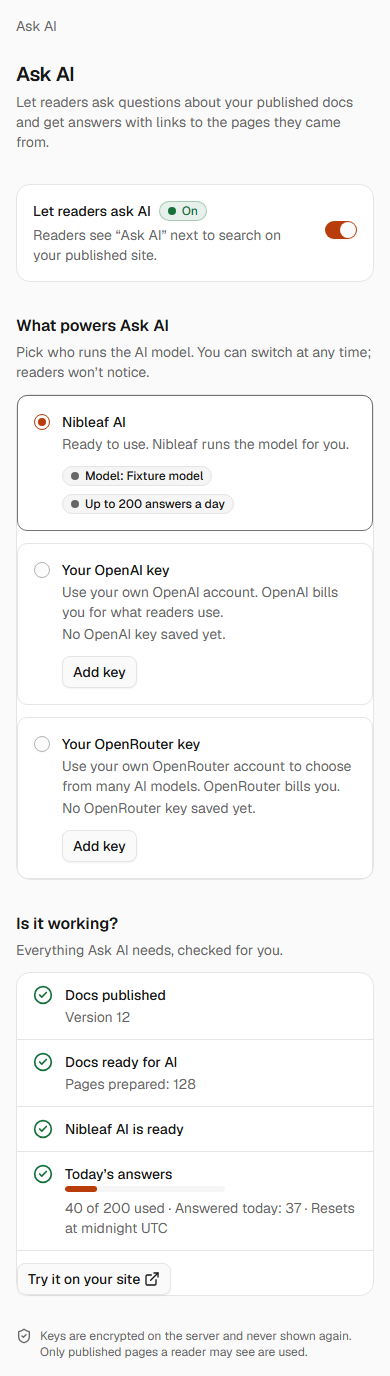 Ask AI
Ask AI
Let readers ask questions about your published docs
and get answers with links to the pages they came
from.
Let readers ask AI
On
Readers see “Ask AI” next to search on
your published site.
What powers Ask AI
Pick who runs the AI model. You can switch at any time;
readers won’t notice.
Nibleaf AI
Ready to use. Nibleaf runs the model for you.
Model: Fixture model
Up to 200 answers a day
Your OpenAI key
Use your own OpenAI account. OpenAI bills
you for what readers use.
No OpenAI key saved yet.
Add key
Your OpenRouter key
Use your own OpenRouter account to choose
from many AI models. OpenRouter bills you.
No OpenRouter key saved yet.
Add key
Is it working?
Everything Ask AI needs, checked for you.
Docs published
Version 12
Docs ready for AI
Pages prepared: 128
Nibleaf AI is ready
Today’s answers
40 of 200 used · Answered today: 37 · Resets
at midnight UTC
Try it on your site
Keys are encrypted on the server and never shown again.
Only published pages a reader may see are used.